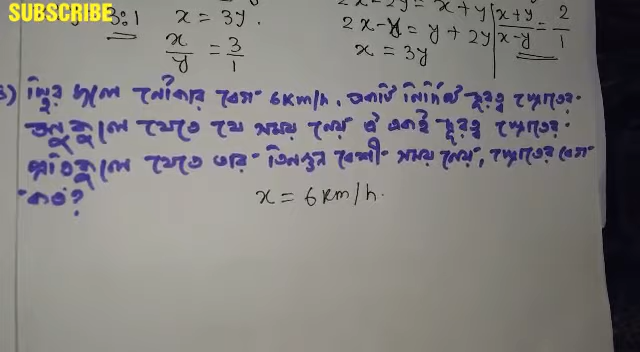 SUBSCRIBE
3:1 x = 3y.
x/y = 3/1
2x - y = y + 2y
x = 3y
x+y/x-y = 2/1
স্থির জলে নৌকার বেগ 6km/h. একটি নির্দিষ্ট দূরত্ব স্রোতের
অনুকূলে যেতে যে সময় নেয় ঐ একই দূরত্ব স্রোতের
প্রতিকূলে যেতে তার তিনগুন বেশী সময় নেয়, স্রোতের বেগ
কত?
x = 6km/h.